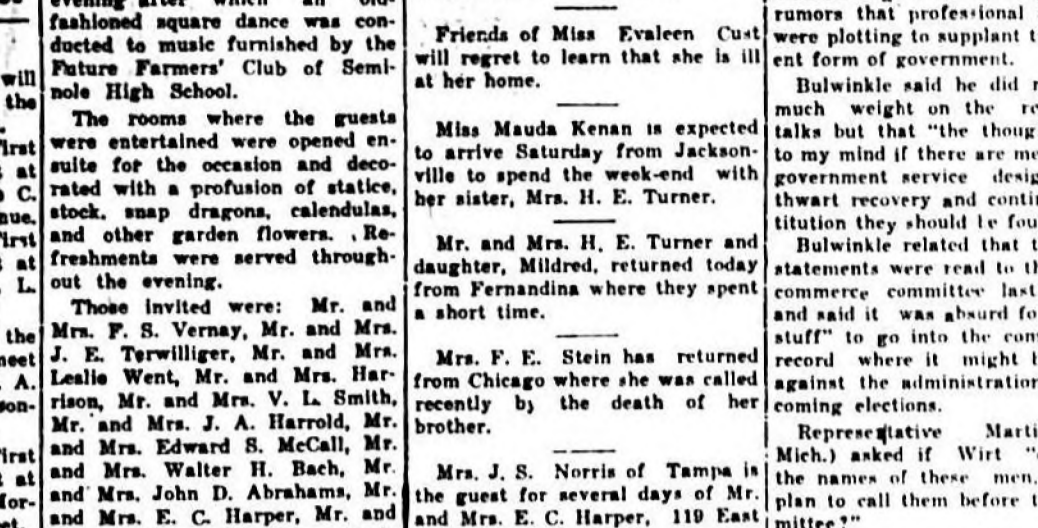 will
the
First
at
C.
nue.
First
at
L.
the
meet
A.
son-
First
at
for-
evening after which an old-
fashioned square dance was con-
ducted to music furnished by the
Future Farmers' Club of Semi-
nole High School.
The rooms where the guests
were entertained were opened en-
suite for the occasion and deco-
rated with a profusion of statice,
stock, snap dragons, calendulas,
and other garden flowers. Re-
freshments were served through-
out the evening.
Those invited were: Mr. and
Mrs. F. S. Vernay, Mr. and Mrs.
J. E. Terwilliger, Mr. and Mrs.
Leslie Went, Mr. and Mrs. Har-
rison, Mr. and Mrs. V. L. Smith,
Mr. and Mrs. J. A. Harrold, Mr.
and Mrs. Edward S. McCall, Mr.
and Mrs. Walter H. Bach, Mr.
and Mrs. John D. Abrahams, Mr.
and Mrs. E. C. Harper, Mr. and
Friends of Miss Evaleen Cust
will regret to learn that she is ill
at her home.
Miss Mauda Kenan is expected
to arrive Saturday from Jackson-
ville to spend the week-end with
her sister, Mrs. H. E. Turner.
Mr. and Mrs. H. E. Turner and
daughter, Mildred, returned today
from Fernandina where they spent
a short time.
Mrs. F. E. Stein has returned
from Chicago where she was called
recently by the death of her
brother.
Mrs. J. S. Norris of Tampa is
the guest for several days of Mr.
and Mrs. E. C. Harper, 119 East
rumors that professional
were plotting to supplant t
ent form of government.
Bulwinkle said he did
much weight on the re
talks but that "the thoug
to my mind if there are me
government service desig
thwart recovery and contin
titution they should be fou
Bulwinkle related that t
statements were read to th
commerce committee last
and said it was absurd fo
stuff" to go into the com
record where it might b
against the administration
coming elections.
Representative Marti
Mich.) asked if Wirt "
the names of these men.
plan to call them before t
mittee?"